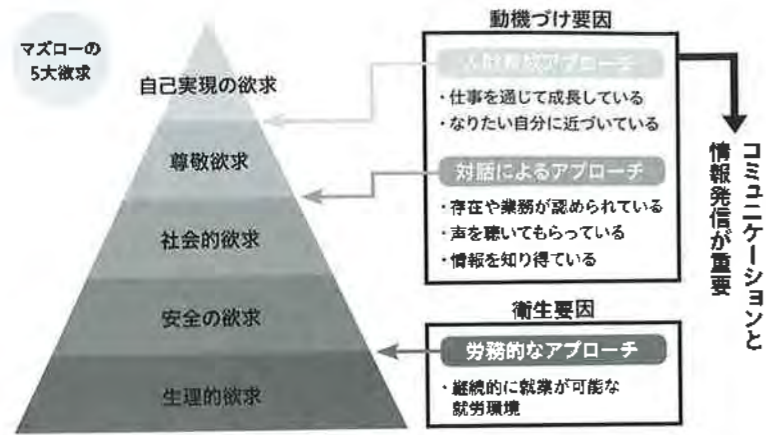 マズローの
5大欲求
自己実現の欲求
尊敬欲求
社会的欲求
安全の欲求
生理的欲求
動機づけ要因
アプローチ
・仕事を通じて成長している
・なりたい自分に近づいている
対話によるアプローチ
・存在や業務が認められている
・声を聴いてもらっている
・情報を知り得ている
衛生要因
労務的なアプローチ
・継続的に就業が可能な
就労環境
コミュニケーションと
情報発信が重要